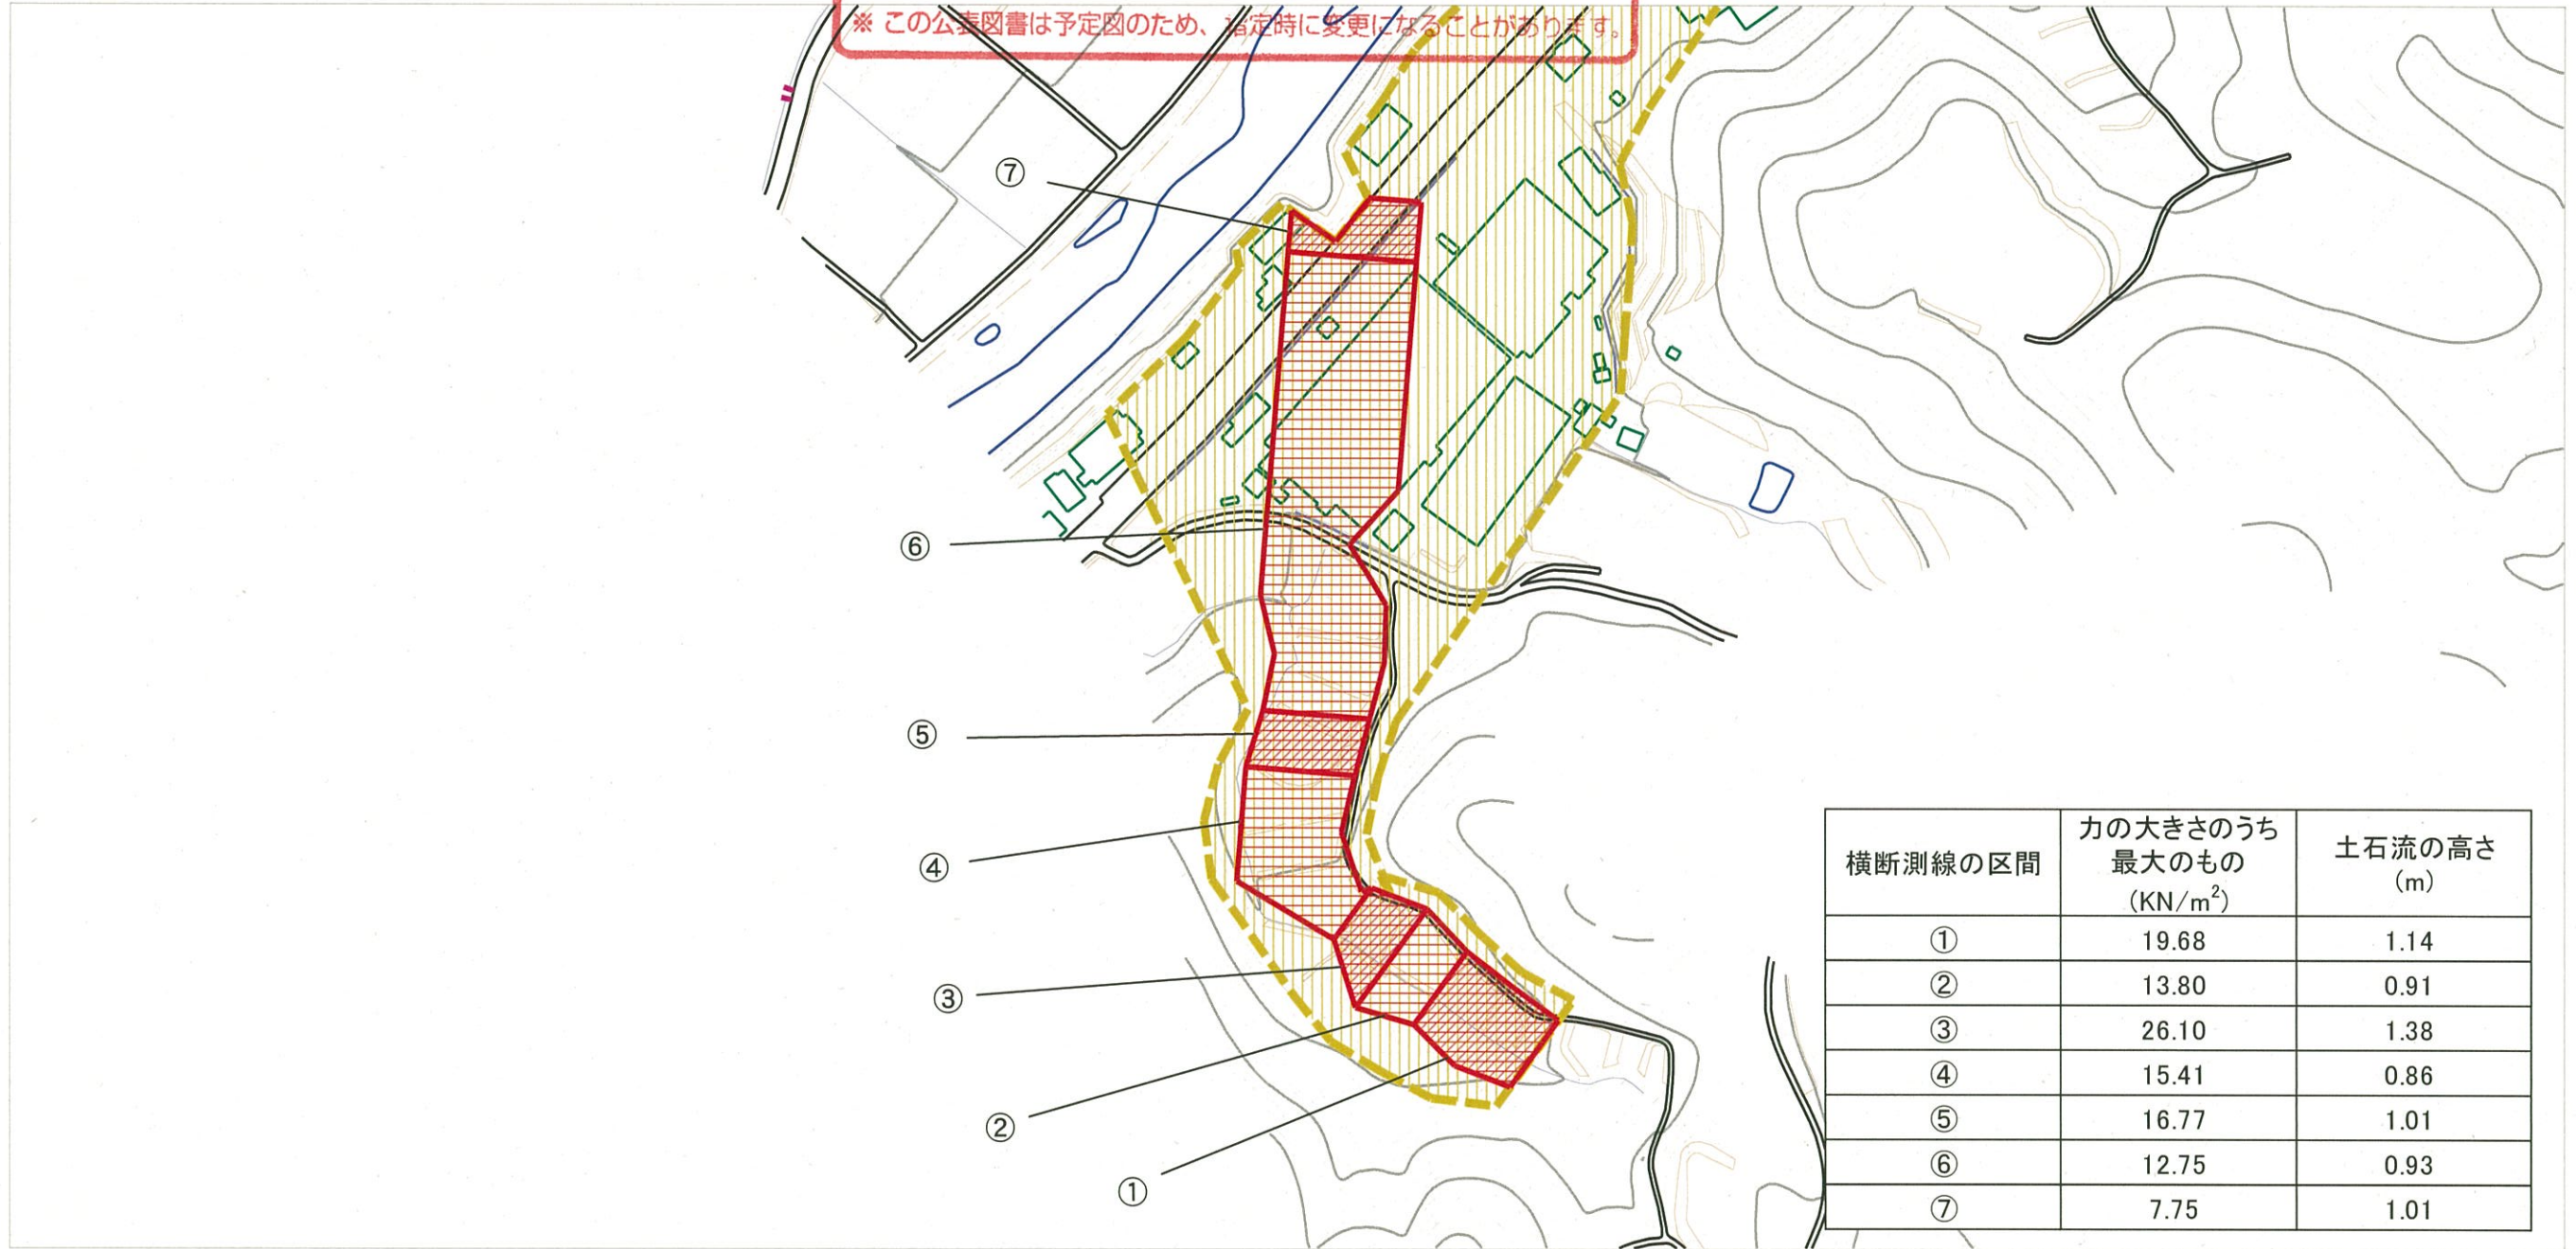 ※ この公表図書は予定図のため、指定時に変更になることがあります。
⑦
⑥
⑤
④
③
②
①
横断測線の区間 力の大きさのうち最大のもの (KN/m²) 土石流の高さ (m)
① 19.68 1.14
② 13.80 0.91
③ 26.10 1.38
④ 15.41 0.86
⑤ 16.77 1.01
⑥ 12.75 0.93
⑦ 7.75 1.01